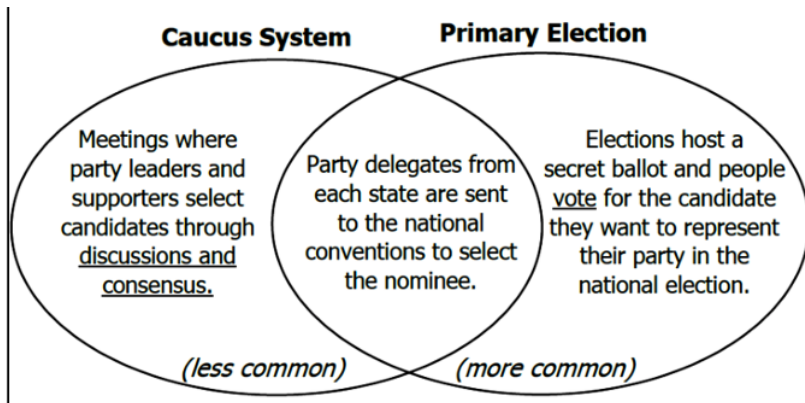 Caucus System
Primary Election
Meetings where
party leaders and
supporters select
candidates through
discussions and
consensus.
(less common)
Party delegates from
each state are sent
to the national
conventions to select
the nominee.
Elections host a
secret ballot and people
vote for the candidate
they want to represent
their party in the
national election.
(more common)